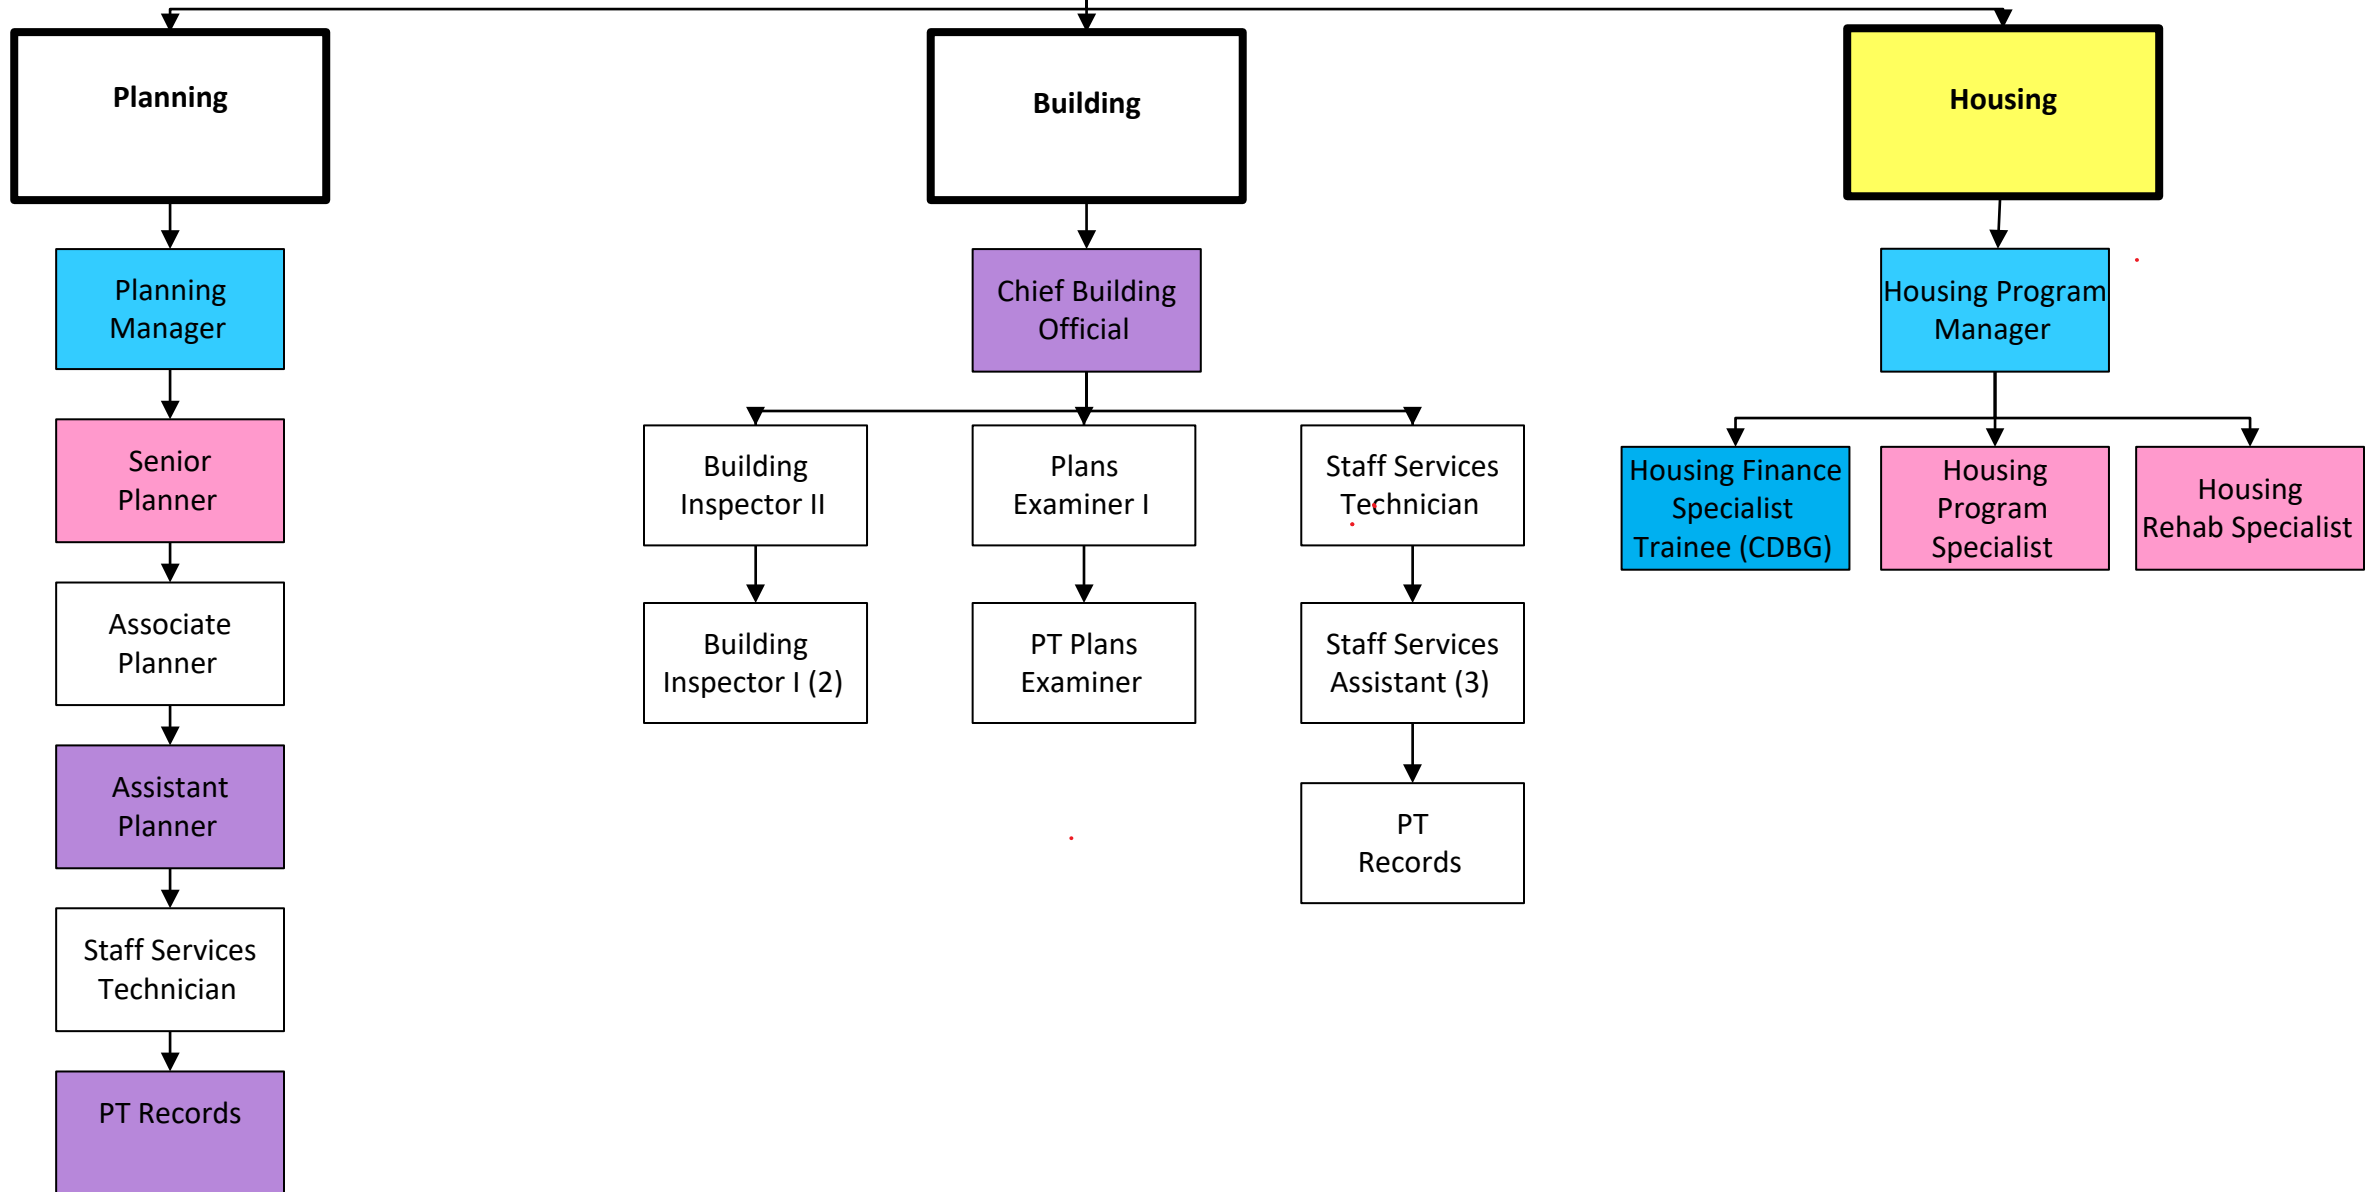 Planning
Building
Housing
Planning
Manager
Chief Building
Official
Housing Program
Manager
Senior
Planner
Building
Inspector II
Plans
Examiner I
Staff Services
Technician
Housing Finance
Specialist
Trainee (CDBG)
Housing
Program
Specialist
Housing
Rehab Specialist
Associate
Planner
Building
Inspector I (2)
PT Plans
Examiner
Staff Services
Assistant (3)
Assistant
Planner
PT
Records
Staff Services
Technician
PT Records